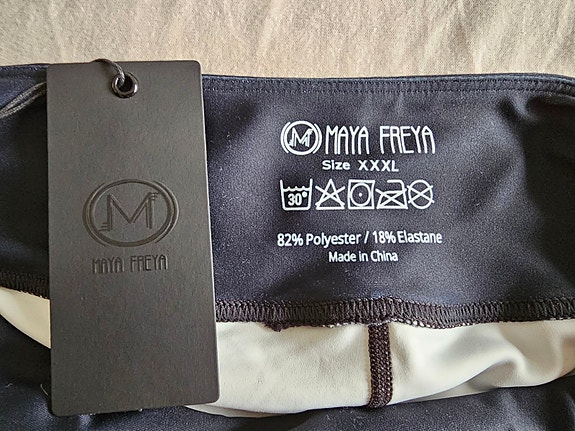 MAYA FREYA
MAYA FREYA
Size XXXL
30°
82% Polyester / 18% Elastane
Made in China